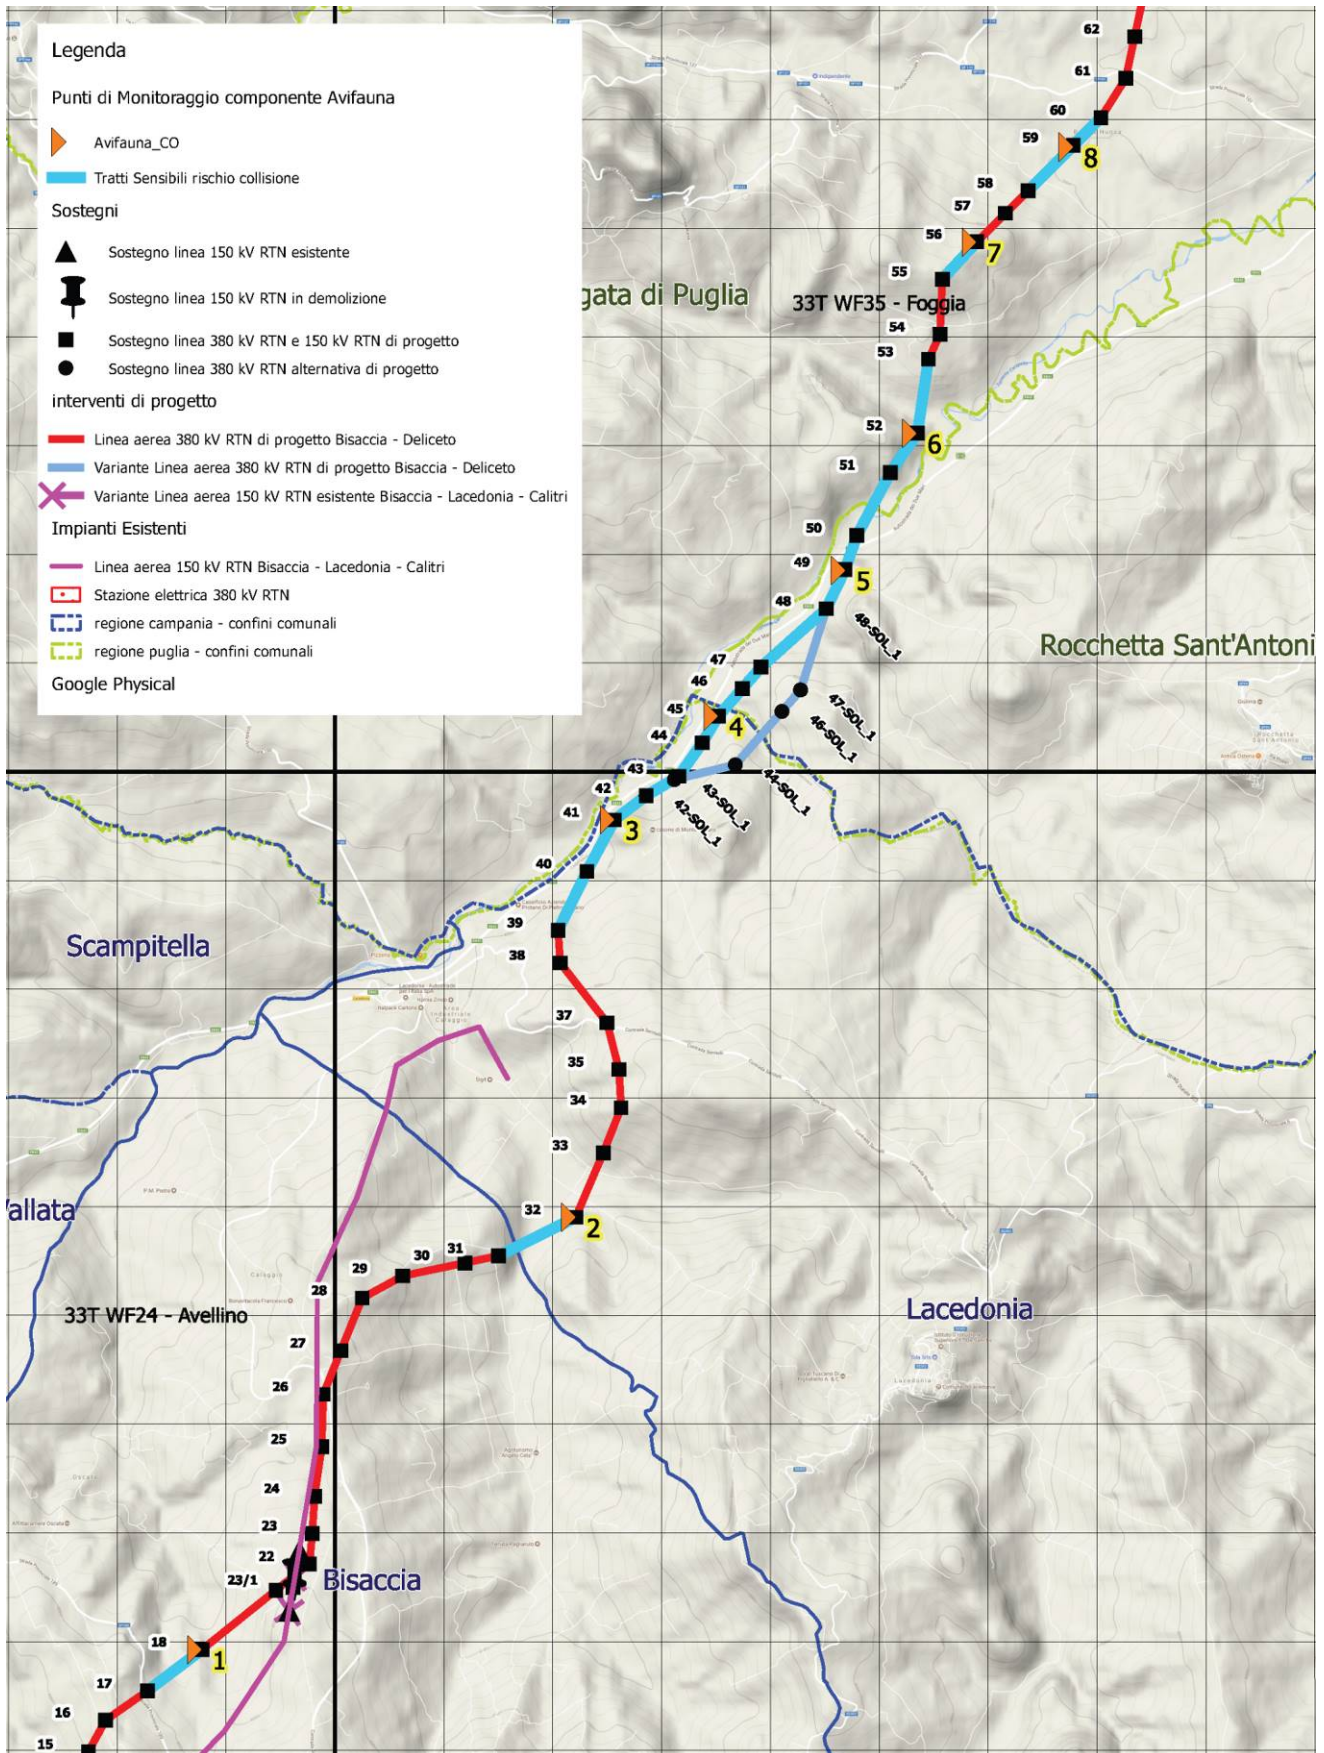 Legenda
Punti di Monitoraggio componente Avifauna
Avifauna_CO
Tratti Sensibili rischio collisione
Sostegni
Sostegno linea 150 kV RTN esistente
Sostegno linea 150 kV RTN in demolizione
Sostegno linea 380 kV RTN e 150 kV RTN di progetto
Sostegno linea 380 kV RTN alternativa di progetto
interventi di progetto
Linea aerea 380 kV RTN di progetto Bisaccia - Deliceto
Variante Linea aerea 380 kV RTN di progetto Bisaccia - Deliceto
Variante Linea aerea 150 kV RTN esistente Bisaccia - Lacedonia - Calitri
Impianti Esistenti
Linea aerea 150 kV RTN Bisaccia - Lacedonia - Calitri
Stazione elettrica 380 kV RTN
regione campania - confini comunali
regione puglia - confini comunali
Google Physical
62
61
60
59
8
58
57
56
7
55
gata di Puglia
33T WF35 - Foggia
54
53
52
6
51
50
49
5
48
48-SOL_1
Rocchetta Sant'Antoni
47
46
47-SOL_1
45
46-SOL_1
4
44
43
44-SOL_1
42
43-SOL_1
41
42-SOL_1
3
40
39
Scampitella
38
37
35
34
33
allata
32
2
31
30
29
28
Lacedonia
33T WF24 - Avellino
27
26
25
24
23
22
23/1
Bisaccia
18
1
17
16
15